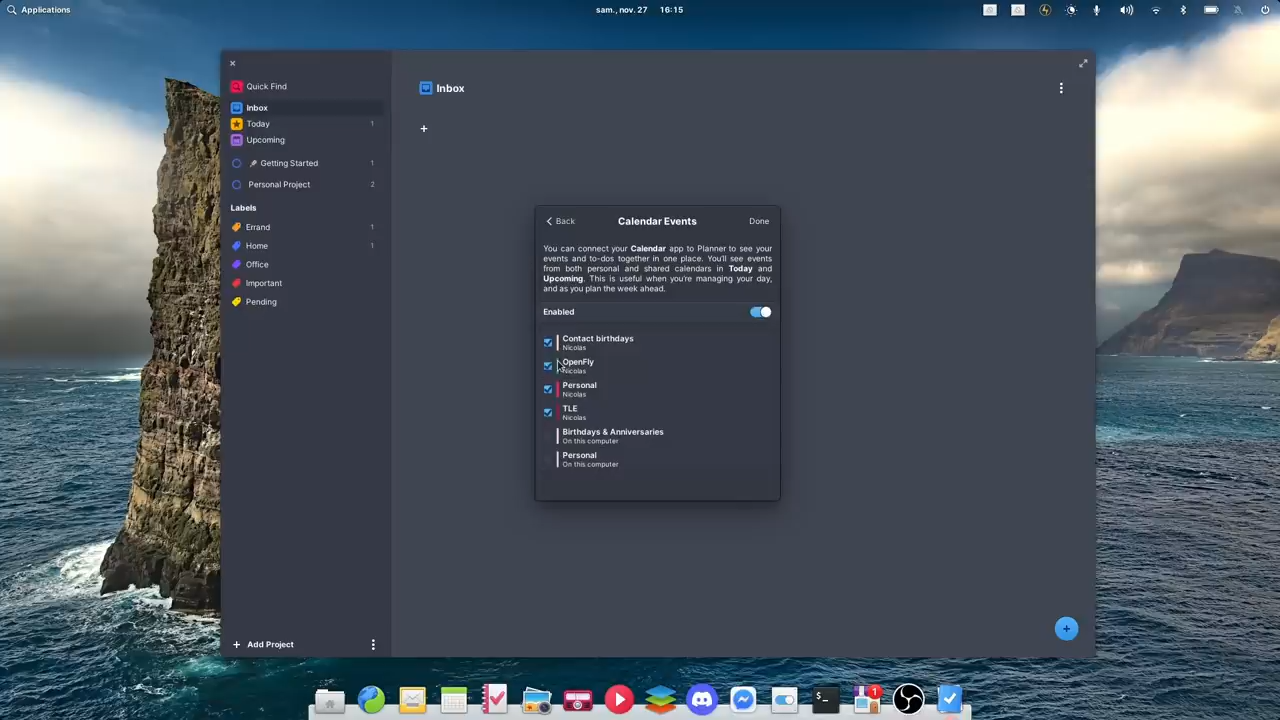 Applications
sam., nov. 27 16:15
Quick Find
Inbox
Today 1
Upcoming
Getting Started 1
Personal Project 2
Labels
Errand 1
Home 1
Office
Important
Pending
Add Project
Inbox
Back
Calendar Events
Done
You can connect your Calendar app to Planner to see your
events and to-dos together in one place. You'll see events
from both personal and shared calendars in Today and
Upcoming. This is useful when you're managing your day,
and as you plan the week ahead.
Enabled
Contact birthdays
Nicolas
OpenFly
Nicolas
Personal
Nicolas
TLE
Nicolas
Birthdays & Anniversaries
On this computer
Personal
On this computer
1